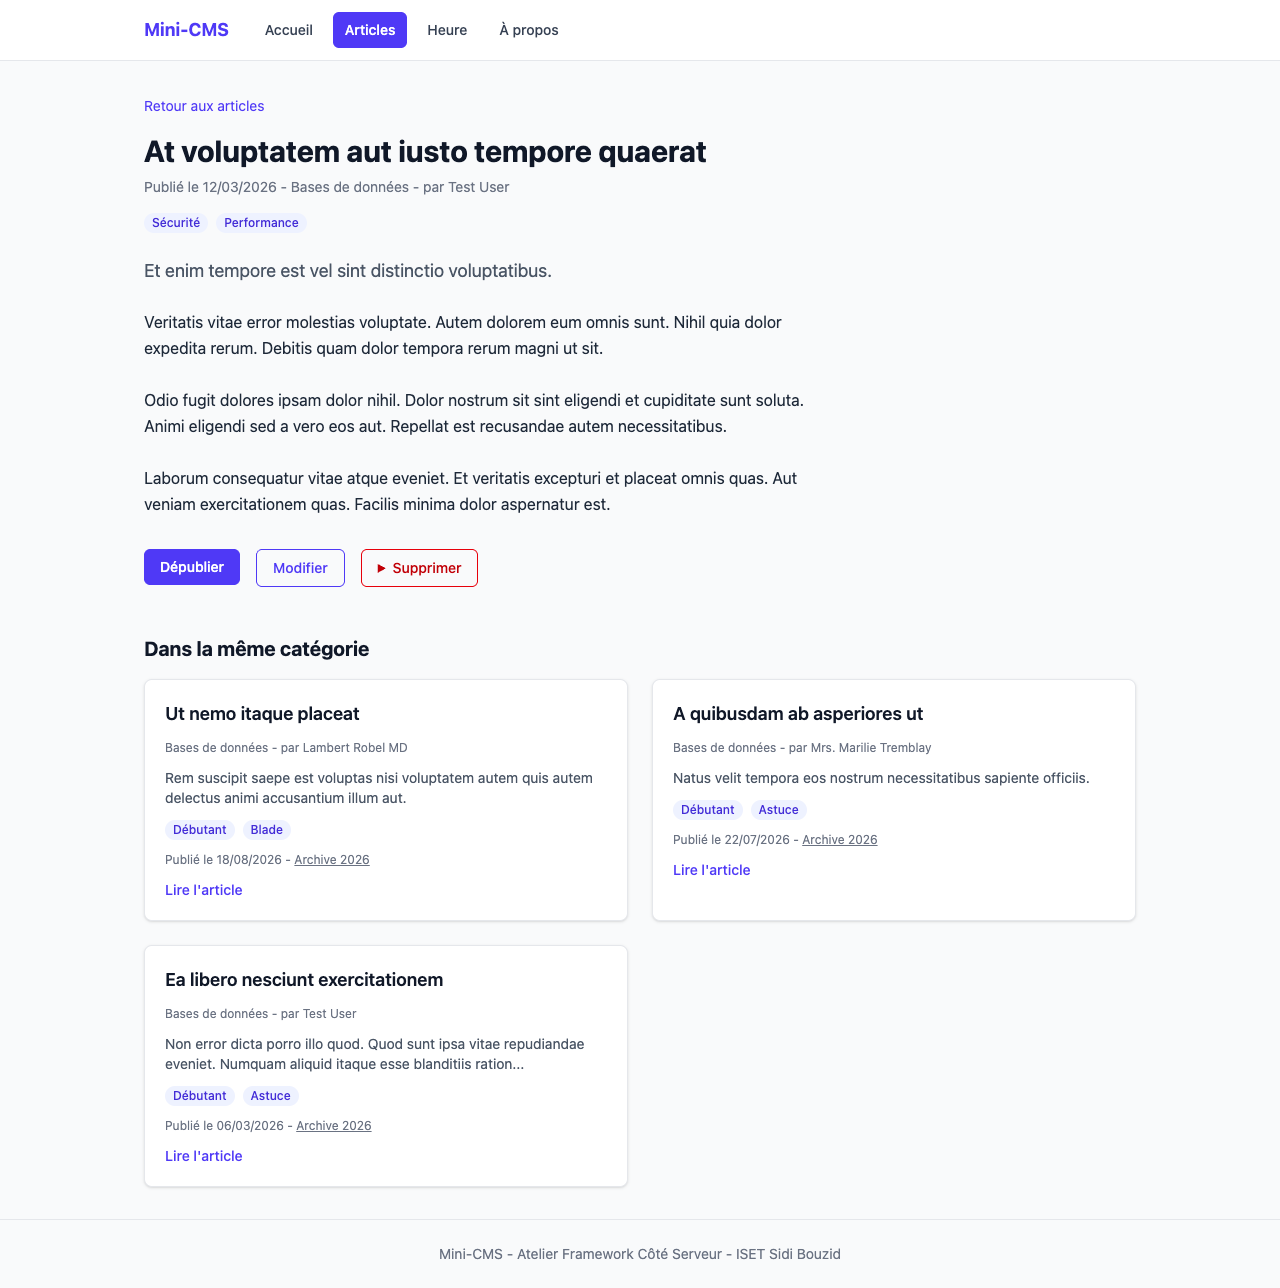 Mini-CMS
Accueil
Articles
Heure
À propos
Retour aux articles
At voluptatem aut iusto tempore quaerat
Publié le 12/03/2026 - Bases de données - par Test User
Sécurité
Performance
Et enim tempore est vel sint distinctio voluptatibus.
Veritatis vitae error molestias voluptate. Autem dolorem eum omnis sunt. Nihil quia dolor
expedita rerum. Debitis quam dolor tempora rerum magni ut sit.
Odio fugit dolores ipsam dolor nihil. Dolor nostrum sit sint eligendi et cupiditate sunt soluta.
Animi eligendi sed a vero eos aut. Repellat est recusandae autem necessitatibus.
Laborum consequatur vitae atque eveniet. Et veritatis excepturi et placeat omnis quas. Aut
veniam exercitationem quas. Facilis minima dolor aspernatur est.
Dépublier
Modifier
Supprimer
Dans la même catégorie
Ut nemo itaque placeat
Bases de données - par Lambert Robel MD
Rem suscipit saepe est voluptas nisi voluptatem autem quis autem
delectus animi accusantium illum aut.
Débutant
Blade
Publié le 18/08/2026 - Archive 2026
Lire l'article
A quibusdam ab asperiores ut
Bases de données - par Mrs. Marilie Tremblay
Natus velit tempora eos nostrum necessitatibus sapiente officiis.
Débutant
Astuce
Publié le 22/07/2026 - Archive 2026
Lire l'article
Ea libero nesciunt exercitationem
Bases de données - par Test User
Non error dicta porro illo quod. Quod sunt ipsa vitae repudiandae
eveniet. Numquam aliquid itaque esse blanditiis ration...
Débutant
Astuce
Publié le 06/03/2026 - Archive 2026
Lire l'article
Mini-CMS - Atelier Framework Côté Serveur - ISET Sidi Bouzid